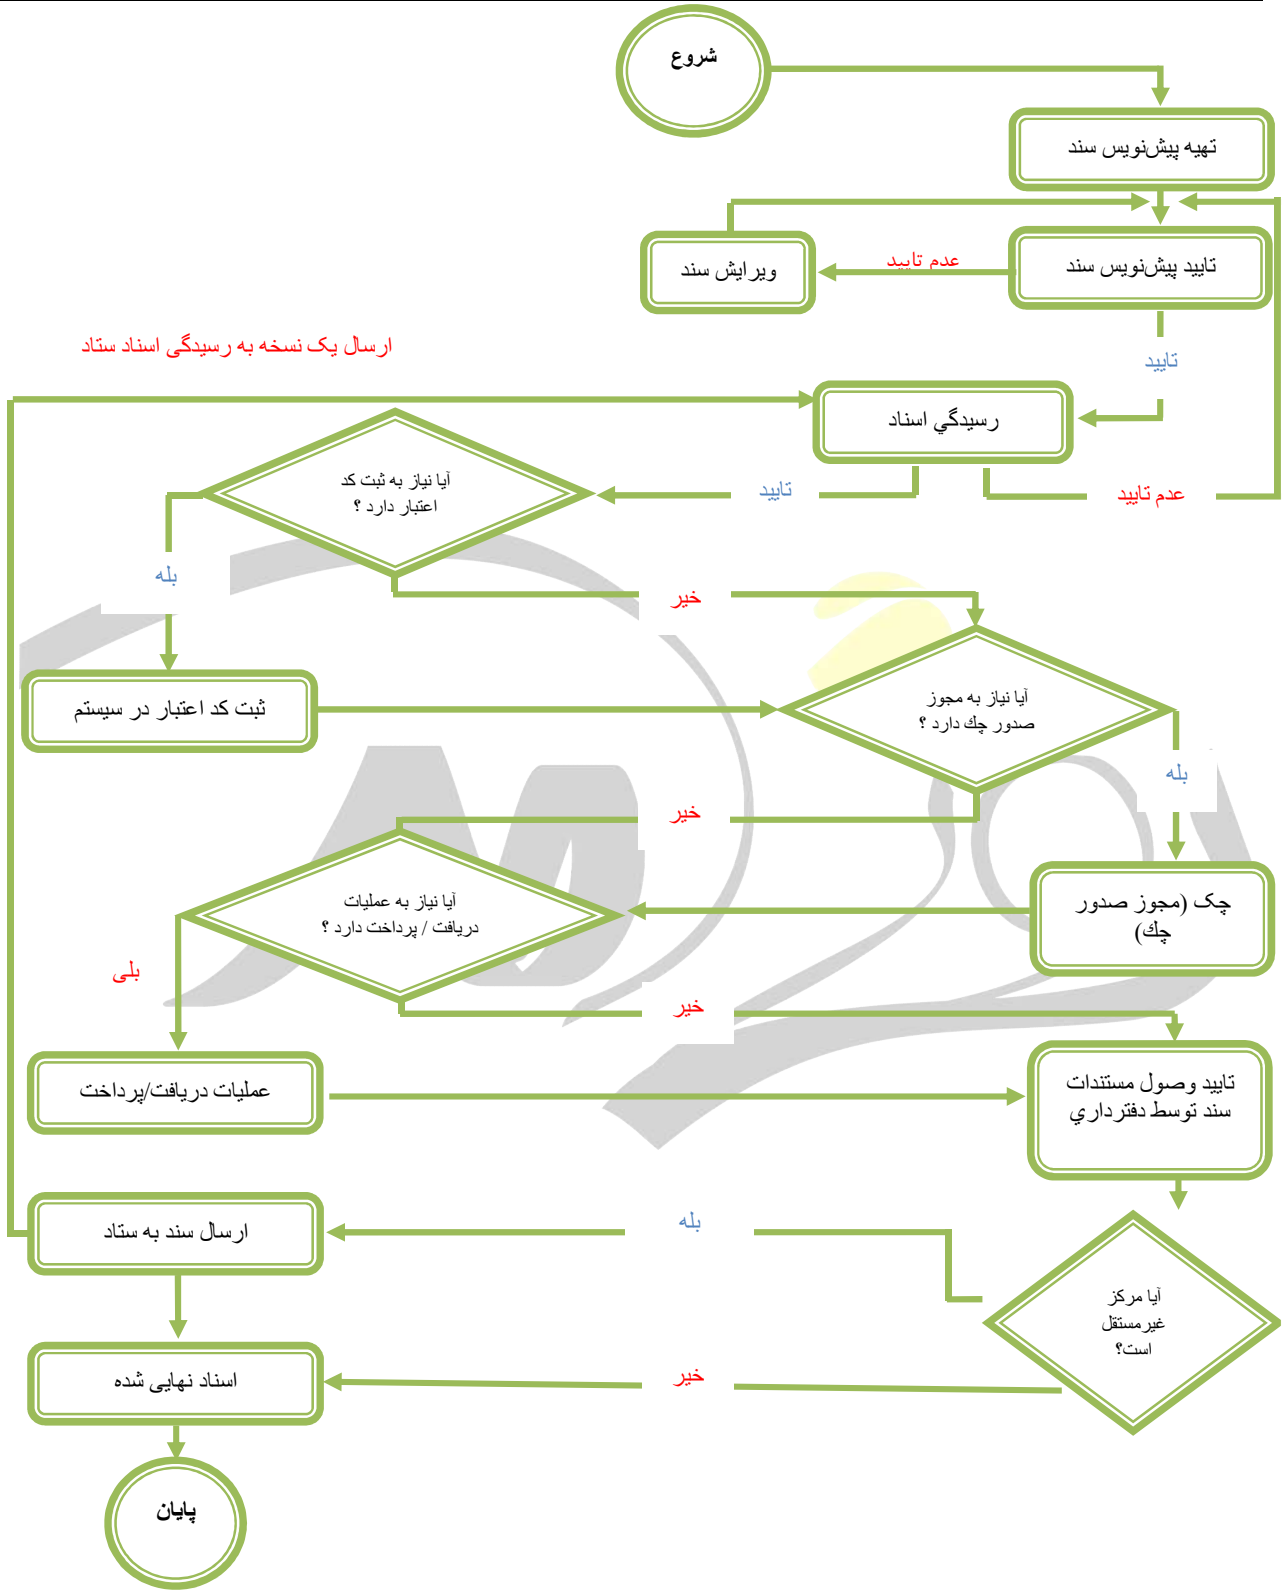 شروع
تهیه پیش‌نویس سند
تایید پیش‌نویس سند
عدم تایید
ویرایش سند
تایید
ارسال یک نسخه به رسیدگی اسناد ستاد
رسيدگي اسناد
تایید
عدم تایید
آیا نیاز به ثبت کد
اعتبار دارد ؟
بله
خیر
ثبت کد اعتبار در سیستم
آیا نیاز به مجوز
صدور چك دارد ؟
بله
خیر
چک (مجوز صدور
چك)
آیا نیاز به عملیات
دریافت / پرداخت دارد ؟
بلی
خیر
عملیات دریافت/پرداخت
تایید وصول مستندات
سند توسط دفترداري
ارسال سند به ستاد
بله
آیا مرکز
غیرمستقل
است؟
خیر
اسناد نهایی شده
پایان